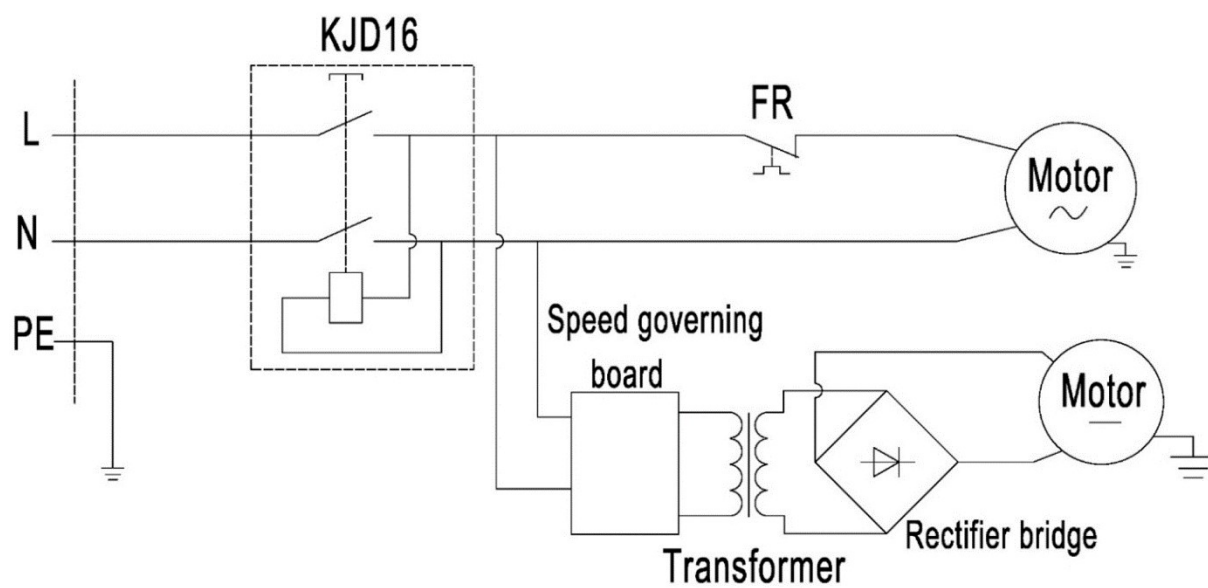 KJD16
L
FR
Motor
N
PE
Speed governing
board
Motor
Rectifier bridge
Transformer